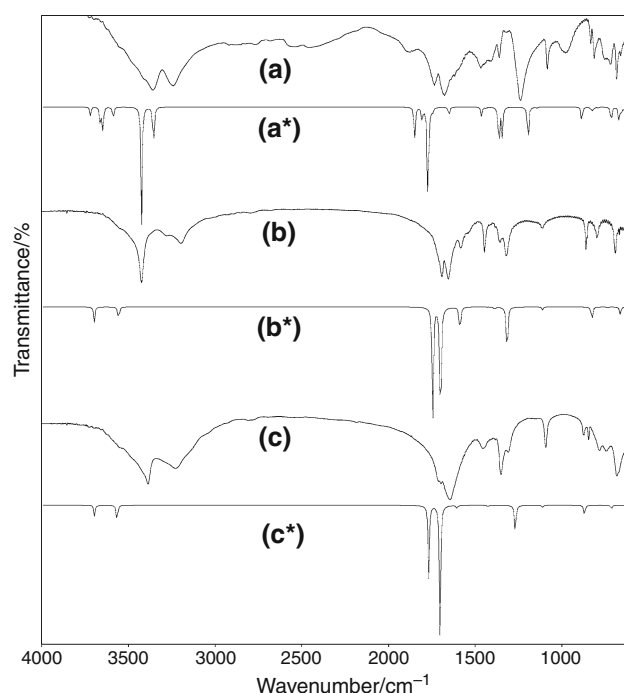 (a)
(a*)
(b)
(b*)
(c)
(c*)
Transmittance/%
4000 3500 3000 2500 2000 1500 1000
Wavenumber/cm⁻¹